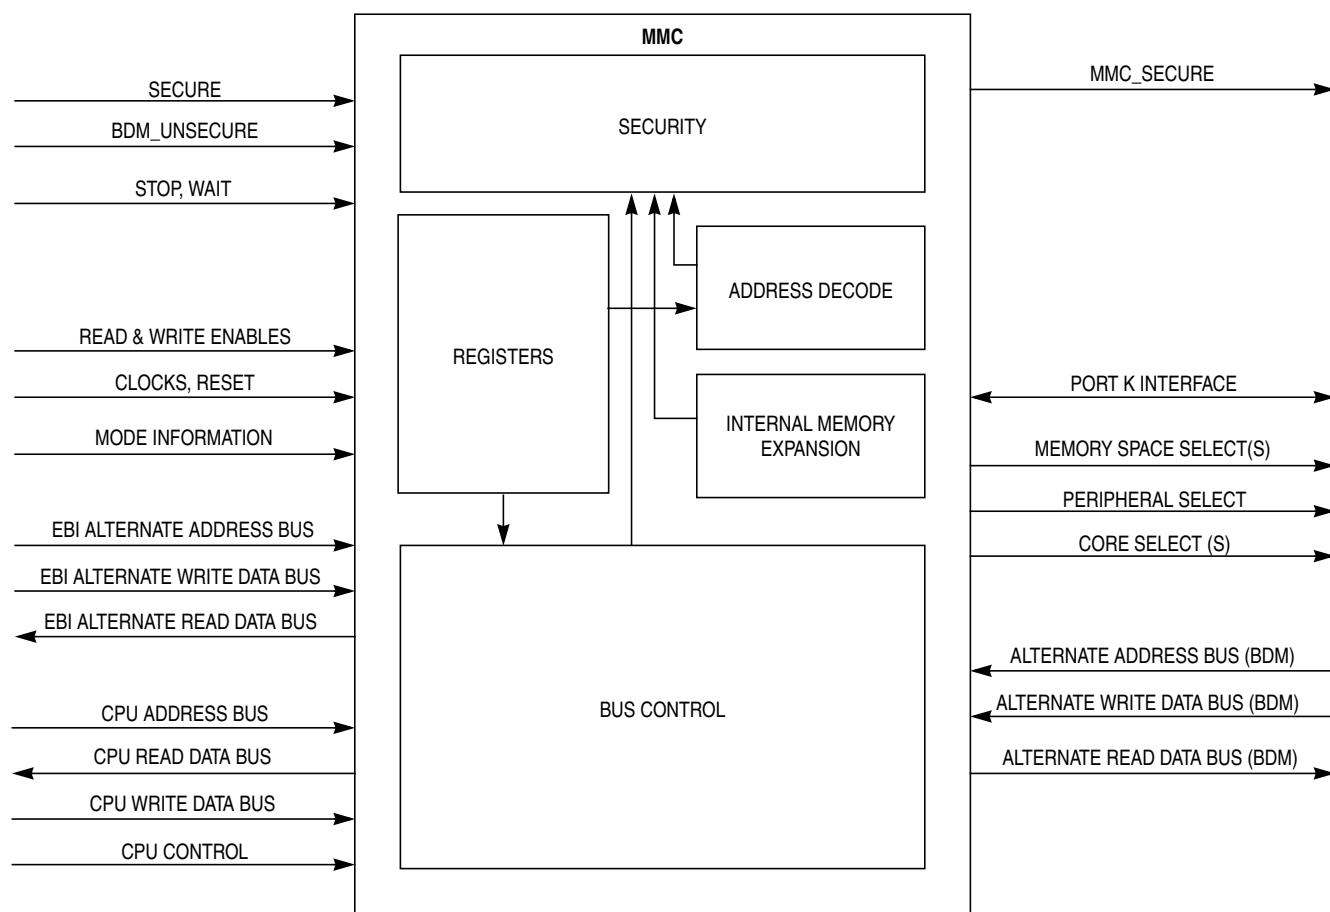 MMC
SECURE
BDM_UNSECURE
STOP, WAIT
READ & WRITE ENABLES
CLOCKS, RESET
MODE INFORMATION
EBI ALTERNATE ADDRESS BUS
EBI ALTERNATE WRITE DATA BUS
EBI ALTERNATE READ DATA BUS
CPU ADDRESS BUS
CPU READ DATA BUS
CPU WRITE DATA BUS
CPU CONTROL
SECURITY
REGISTERS
ADDRESS DECODE
INTERNAL MEMORY
EXPANSION
BUS CONTROL
MMC_SECURE
PORT K INTERFACE
MEMORY SPACE SELECT(S)
PERIPHERAL SELECT
CORE SELECT (S)
ALTERNATE ADDRESS BUS (BDM)
ALTERNATE WRITE DATA BUS (BDM)
ALTERNATE READ DATA BUS (BDM)